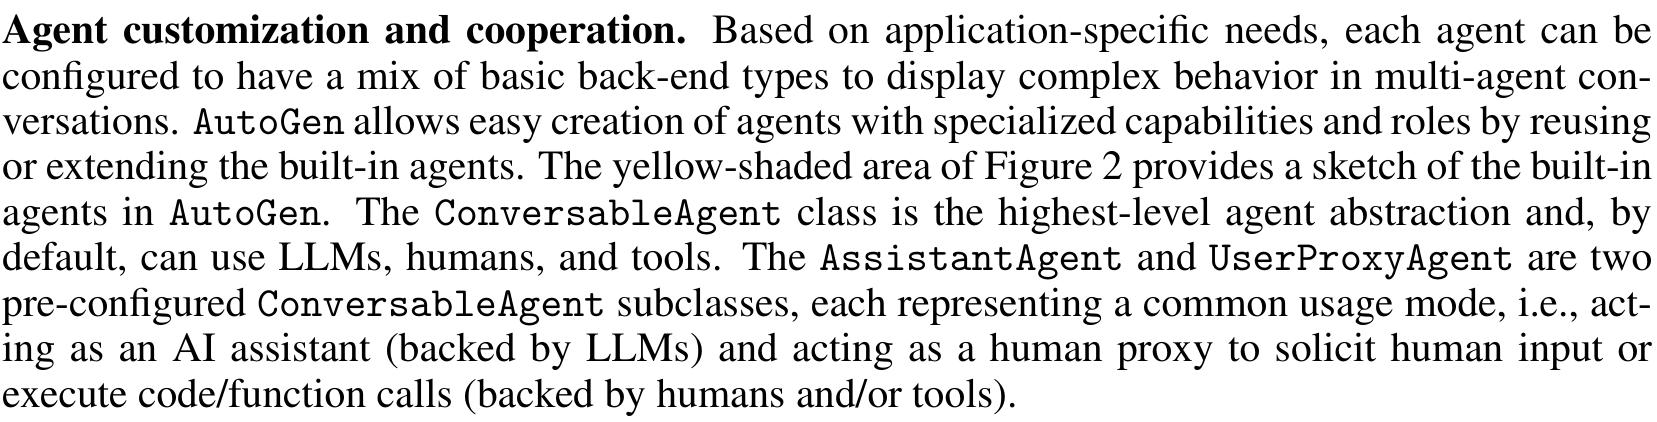 Agent customization and cooperation. Based on application-specific needs, each agent can be
configured to have a mix of basic back-end types to display complex behavior in multi-agent con-
versations. AutoGen allows easy creation of agents with specialized capabilities and roles by reusing
or extending the built-in agents. The yellow-shaded area of Figure 2 provides a sketch of the built-in
agents in AutoGen. The ConversableAgent class is the highest-level agent abstraction and, by
default, can use LLMs, humans, and tools. The AssistantAgent and UserProxyAgent are two
pre-configured ConversableAgent subclasses, each representing a common usage mode, i.e., act-
ing as an AI assistant (backed by LLMs) and acting as a human proxy to solicit human input or
execute code/function calls (backed by humans and/or tools).